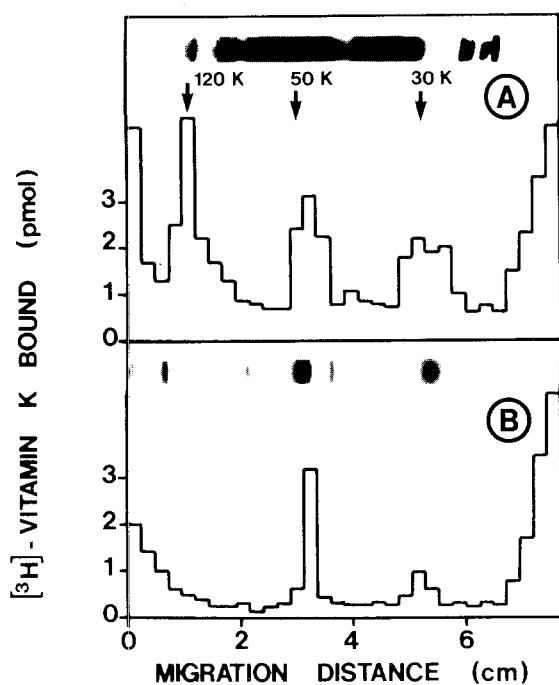 120 K 50 K 30 K
A
3
2
1
0
B
3
2
1
0
0 2 4 6
MIGRATION DISTANCE (cm)
[³H]-VITAMIN K BOUND (pmol)